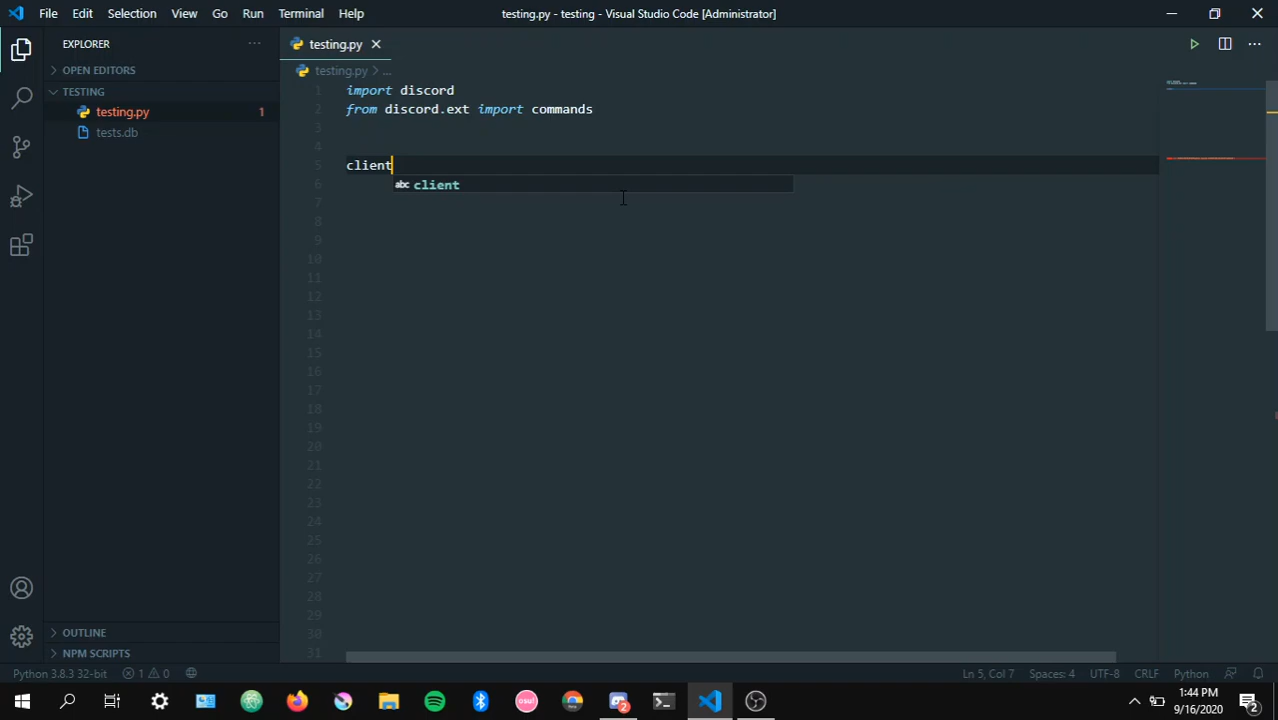 File Edit Selection View Go Run Terminal Help
testing.py - testing - Visual Studio Code [Administrator]
EXPLORER
OPEN EDITORS
TESTING
testing.py 1
tests.db
OUTLINE
NPM SCRIPTS
testing.py
testing.py > ...
1 import discord
2 from discord.ext import commands
3
4
5 client
abc client
6
7
8
9
10
11
12
13
14
15
16
17
18
19
20
21
22
23
24
25
26
27
28
29
30
31
Python 3.8.3 32-bit 1 0
Ln 5, Col 7 Spaces: 4 UTF-8 CRLF Python
osu!
2
1:44 PM
9/16/2020
2